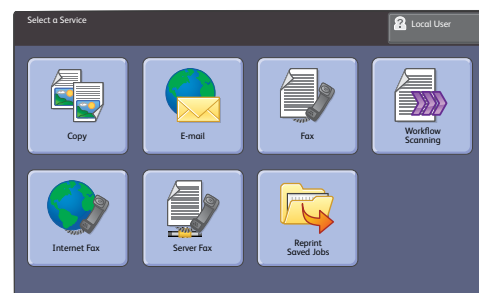 Select a Service
Local User
Copy
E-mail
Fax
Workflow
Scanning
Internet Fax
Server Fax
Reprint
Saved Jobs